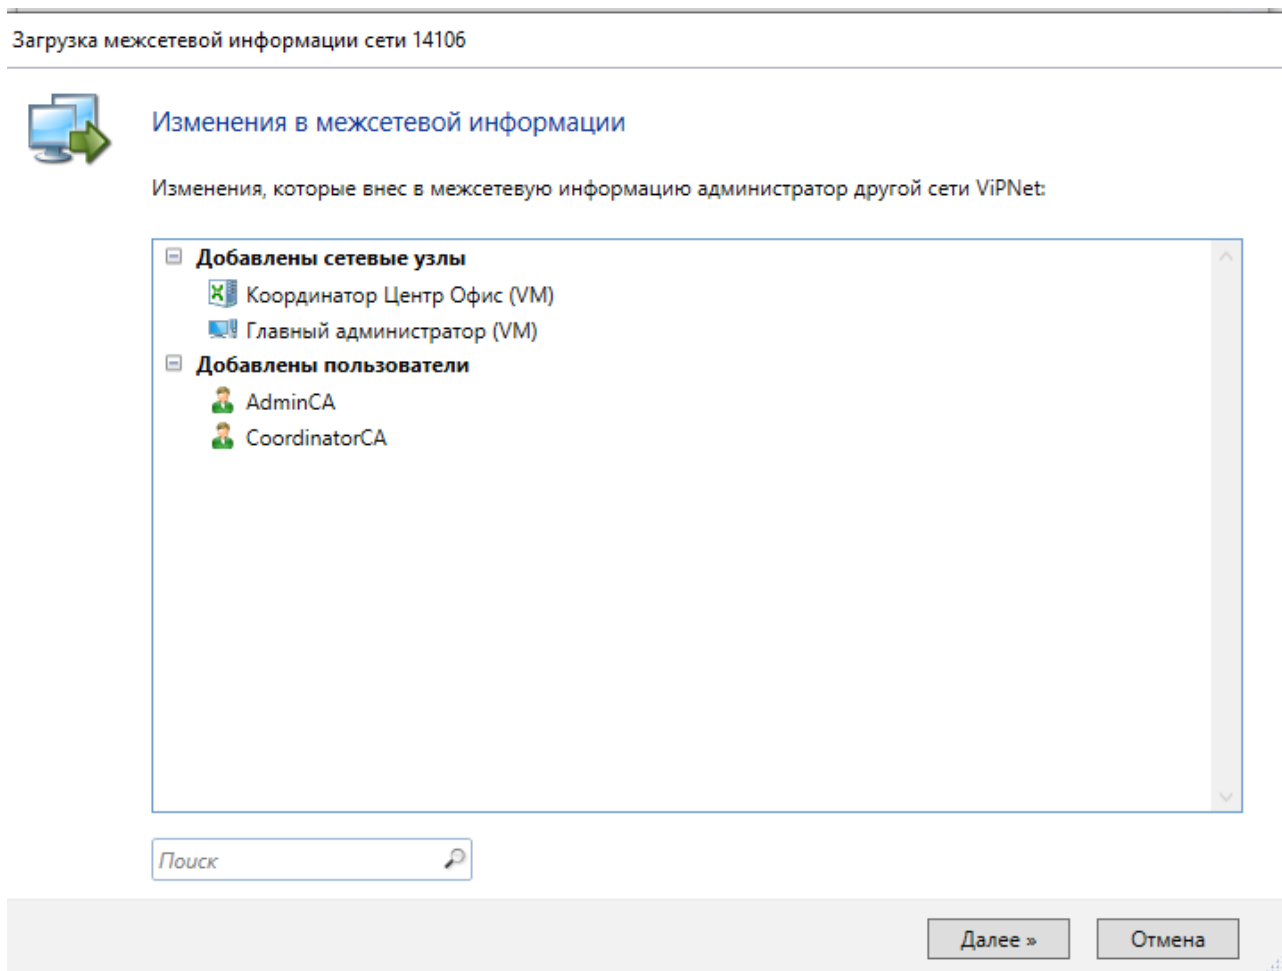 Загрузка межсетевой информации сети 14106
Изменения в межсетевой информации
Изменения, которые внес в межсетевую информацию администратор другой сети ViPNet:
Добавлены сетевые узлы
Координатор Центр Офис (VM)
Главный администратор (VM)
Добавлены пользователи
AdminCA
CoordinatorCA
Поиск
Далее »
Отмена